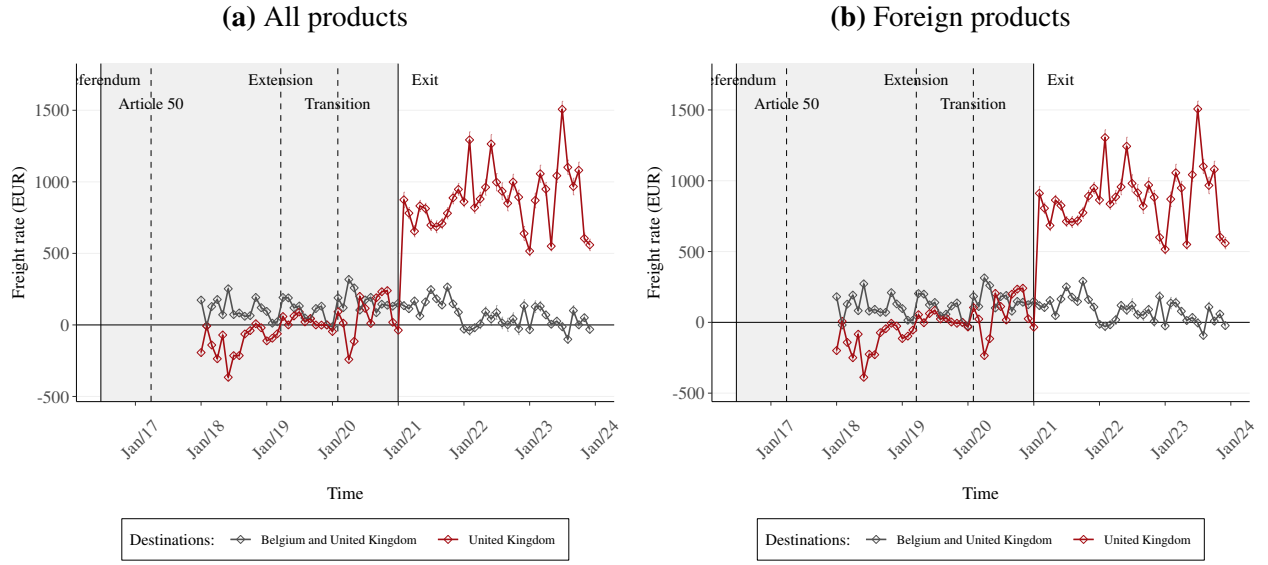 (a) All products
eferendum Extension Exit
Article 50 Transition
Freight rate (EUR)
1500
1000
500
0
-500
Jan/17 Jan/18 Jan/19 Jan/20 Jan/21 Jan/22 Jan/23 Jan/24
Time
Destinations: Belgium and United Kingdom United Kingdom
(b) Foreign products
eferendum Extension Exit
Article 50 Transition
Freight rate (EUR)
1500
1000
500
0
-500
Jan/17 Jan/18 Jan/19 Jan/20 Jan/21 Jan/22 Jan/23 Jan/24
Time
Destinations: Belgium and United Kingdom United Kingdom